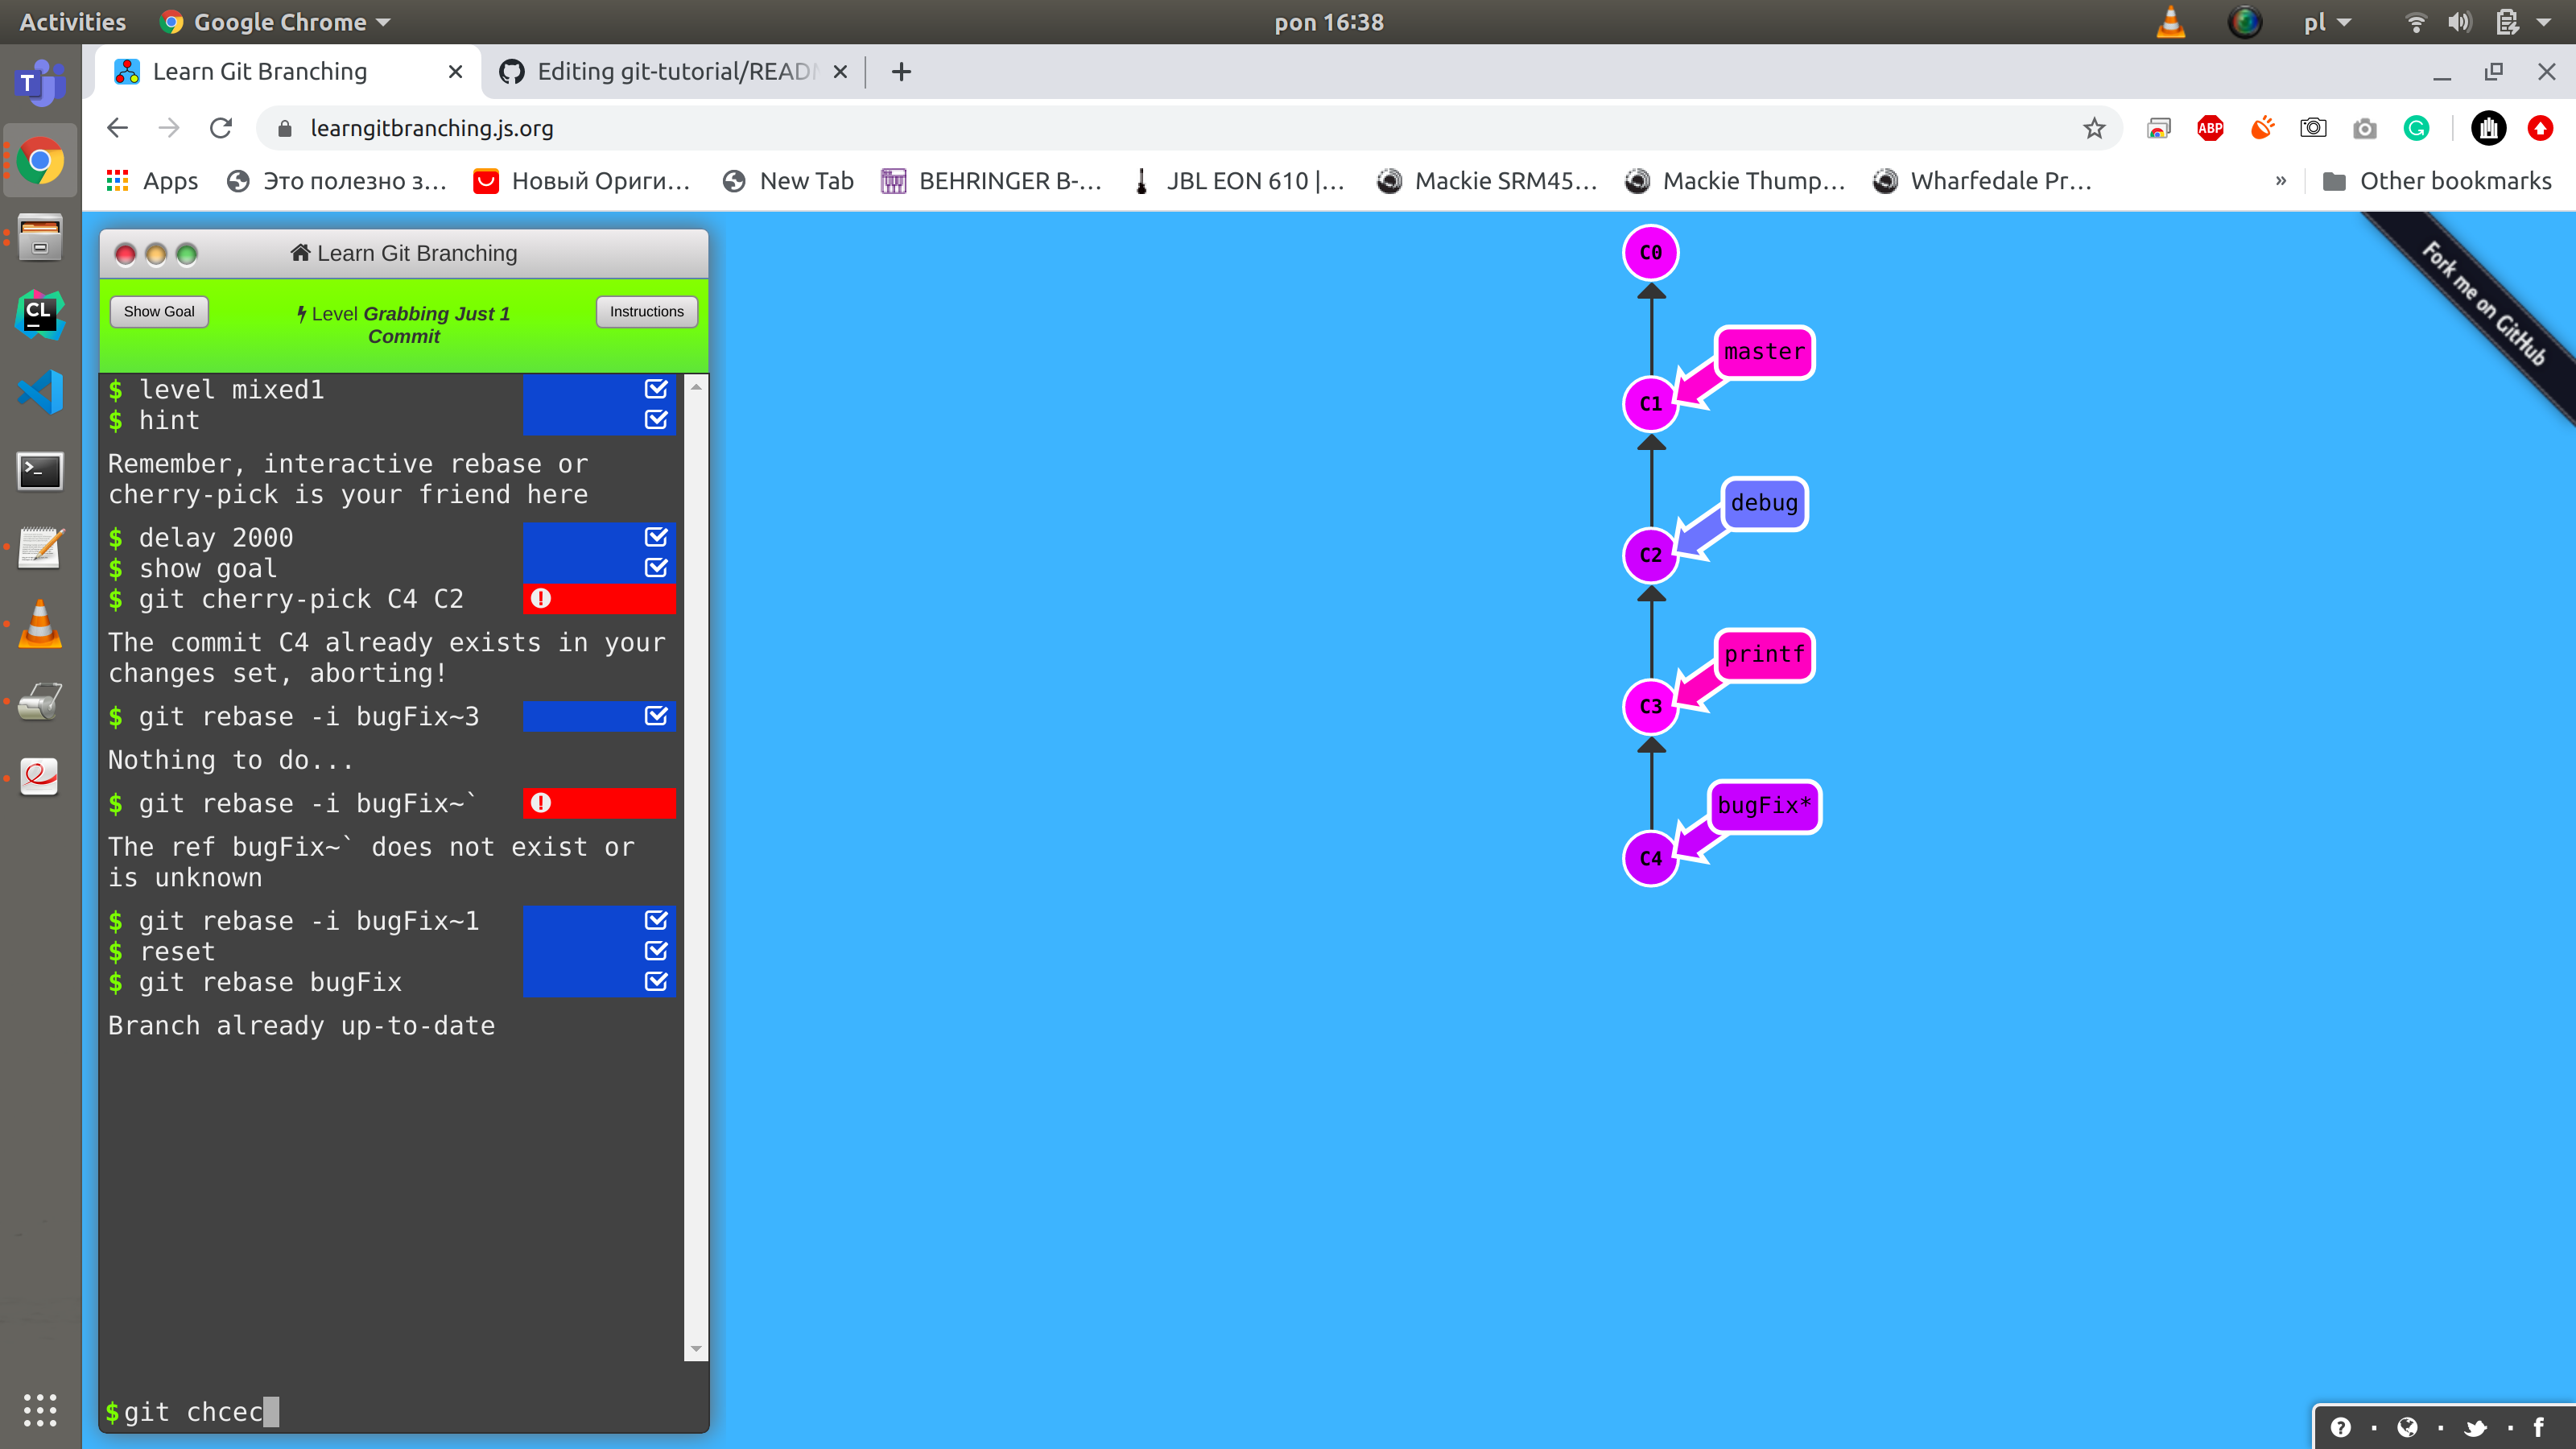 Activities
Google Chrome
pon 16:38
pl
Learn Git Branching
Editing git-tutorial/READ
learngitbranching.js.org
ABP
Apps
Это полезно з...
Новый Ориги...
New Tab
BEHRINGER B-...
JBL EON 610 |...
Mackie SRM45...
Mackie Thump...
Wharfedale Pr...
»
Other bookmarks
Learn Git Branching
Show Goal
Level Grabbing Just 1
Commit
Instructions
$ level mixed1
$ hint
Remember, interactive rebase or
cherry-pick is your friend here
$ delay 2000
$ show goal
$ git cherry-pick C4 C2
The commit C4 already exists in your
changes set, aborting!
$ git rebase -i bugFix~3
Nothing to do...
$ git rebase -i bugFix~`
The ref bugFix~` does not exist or
is unknown
$ git rebase -i bugFix~1
$ reset
$ git rebase bugFix
Branch already up-to-date
$ git chcec
C0
master
C1
debug
C2
printf
C3
bugFix*
C4
Fork me on GitHub
T
CL
>_
? · · · f